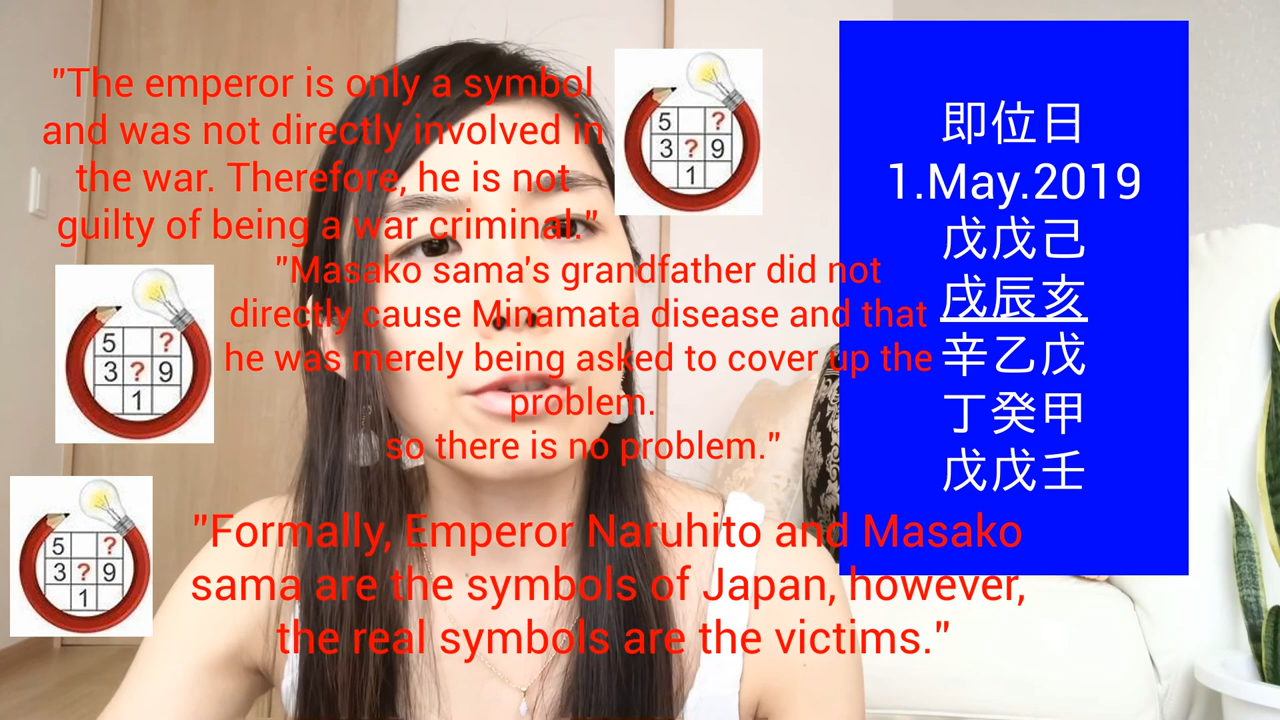 "The emperor is only a symbol
and was not directly involved in
the war. Therefore, he is not
guilty of being a war criminal."
5 ?
3 ? 9
1
"Masako sama's grandfather did not
directly cause Minamata disease and that
he was merely being asked to cover up the
problem.
so there is no problem."
5 ?
3 ? 9
1
"Formally, Emperor Naruhito and Masako
sama are the symbols of Japan, however,
the real symbols are the victims."
5 ?
3 ? 9
1
即位日
1.May.2019
戊戊己
戌辰亥
辛乙戊
丁癸甲
戊戊壬